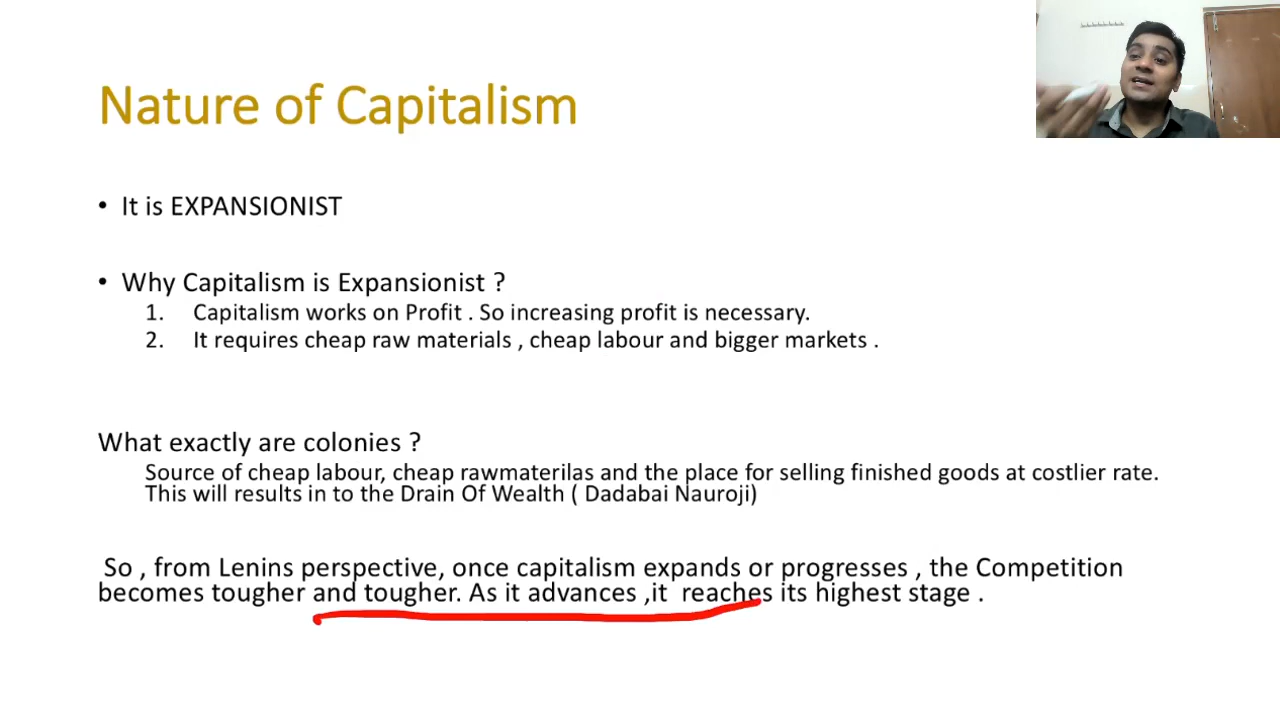 Nature of Capitalism
• It is EXPANSIONIST
• Why Capitalism is Expansionist ?
1. Capitalism works on Profit . So increasing profit is necessary.
2. It requires cheap raw materials , cheap labour and bigger markets .
What exactly are colonies ?
Source of cheap labour, cheap rawmaterilas and the place for selling finished goods at costlier rate.
This will results in to the Drain Of Wealth ( Dadabai Nauroji)
So , from Lenins perspective, once capitalism expands or progresses , the Competition
becomes tougher and tougher. As it advances ,it reaches its highest stage .